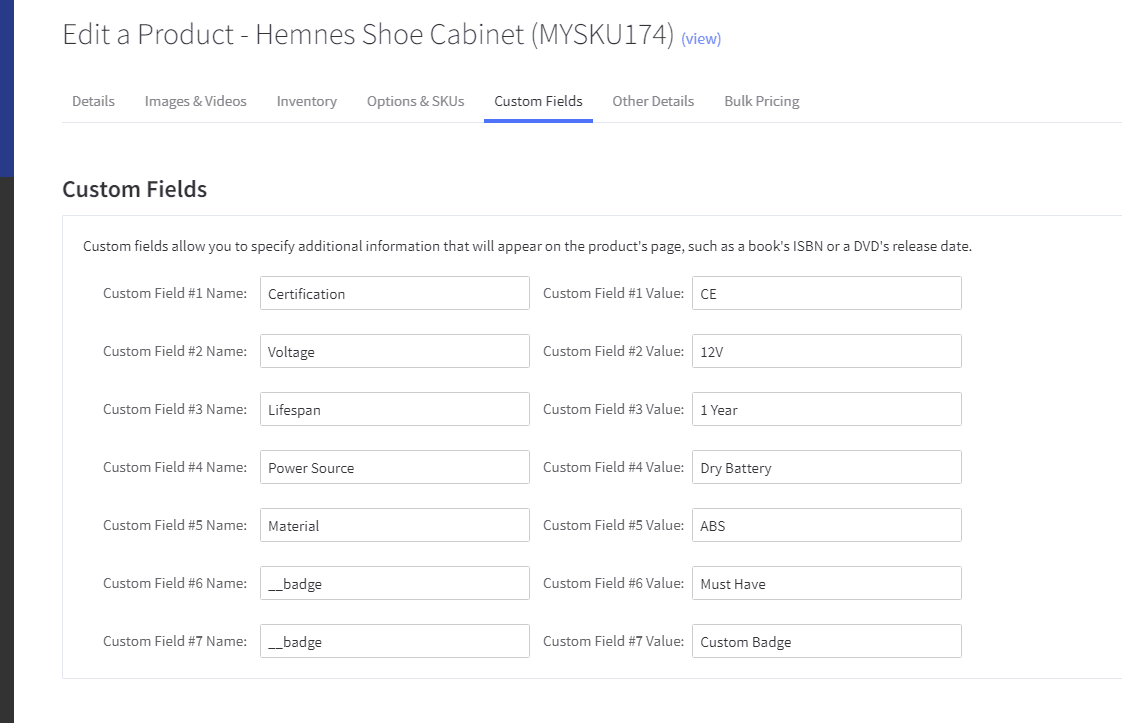 Edit a Product - Hemnes Shoe Cabinet (MYSKU174) (view)
Details Images & Videos Inventory Options & SKUs Custom Fields Other Details Bulk Pricing
Custom Fields
Custom fields allow you to specify additional information that will appear on the product's page, such as a book's ISBN or a DVD's release date.
Custom Field #1 Name: Certification Custom Field #1 Value: CE
Custom Field #2 Name: Voltage Custom Field #2 Value: 12V
Custom Field #3 Name: Lifespan Custom Field #3 Value: 1 Year
Custom Field #4 Name: Power Source Custom Field #4 Value: Dry Battery
Custom Field #5 Name: Material Custom Field #5 Value: ABS
Custom Field #6 Name: __badge Custom Field #6 Value: Must Have
Custom Field #7 Name: __badge Custom Field #7 Value: Custom Badge